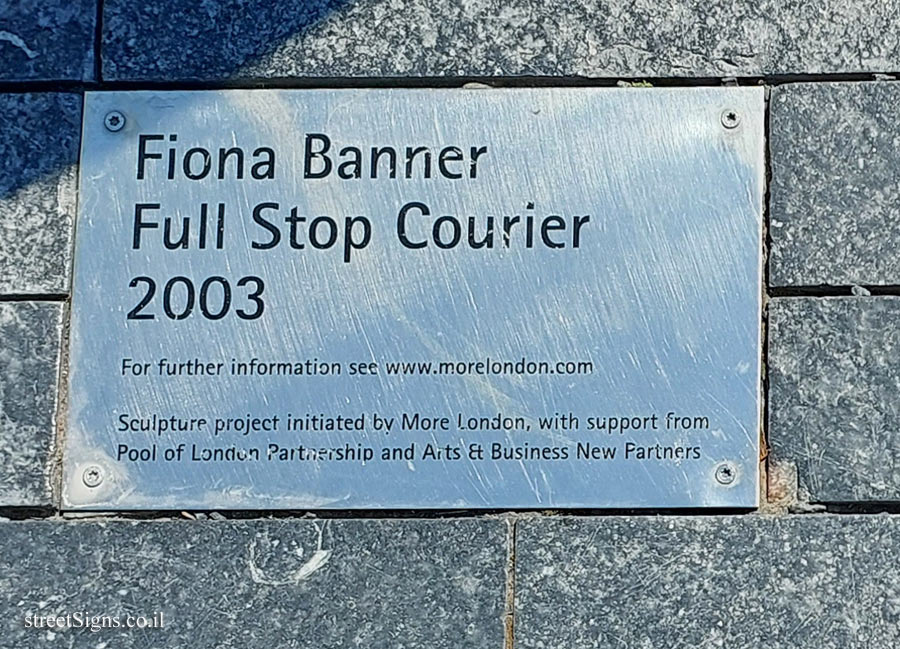 Fiona Banner
Full Stop Courier
2003
For further information see www.morelondon.com
Sculpture project initiated by More London, with support from
Pool of London Partnership and Arts & Business New Partners
streetSigns.co.il